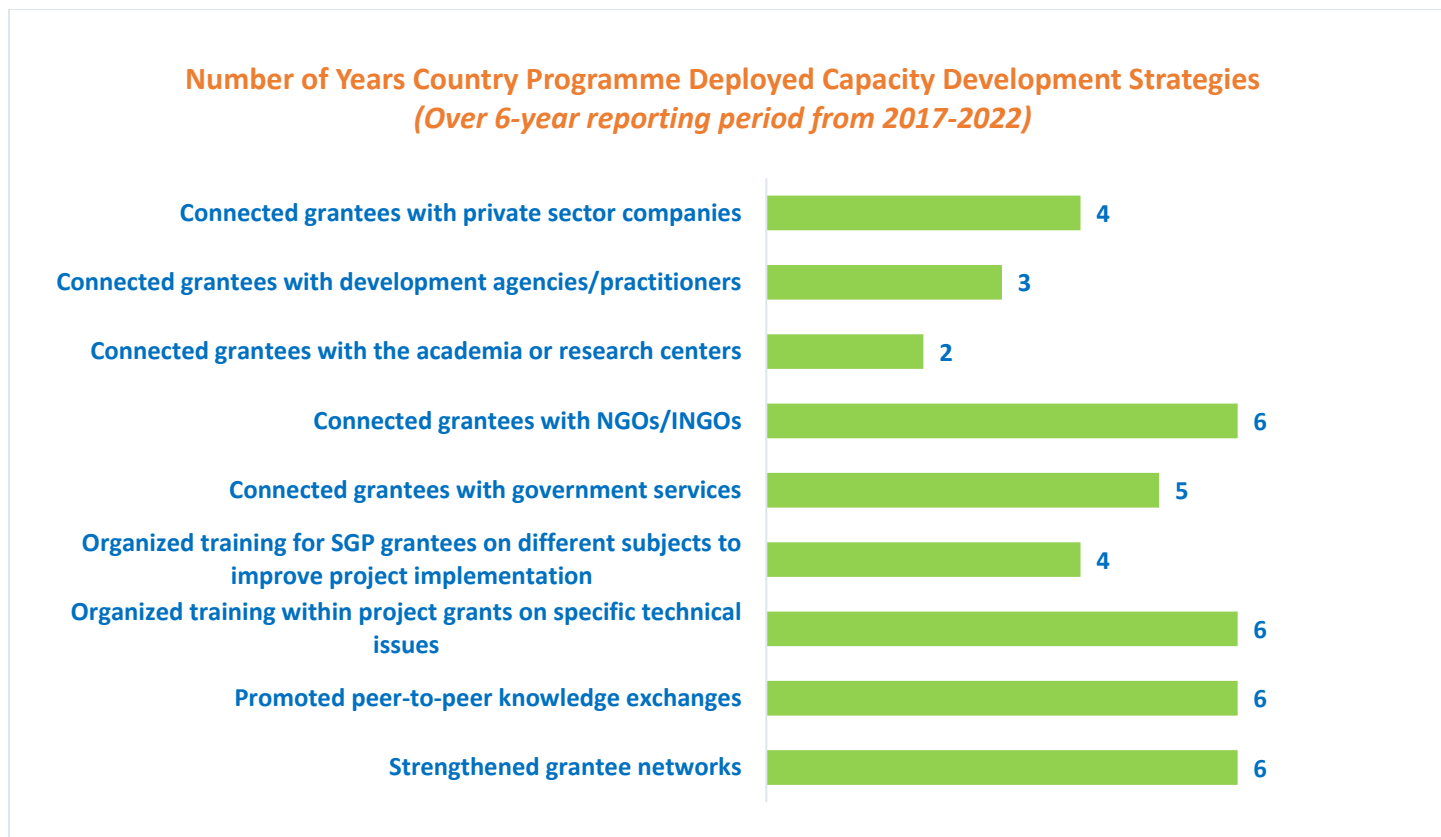 Number of Years Country Programme Deployed Capacity Development Strategies
(Over 6-year reporting period from 2017-2022)
Connected grantees with private sector companies 4
Connected grantees with development agencies/practitioners 3
Connected grantees with the academia or research centers 2
Connected grantees with NGOs/INGOs 6
Connected grantees with government services 5
Organized training for SGP grantees on different subjects to
improve project implementation 4
Organized training within project grants on specific technical
issues 6
Promoted peer-to-peer knowledge exchanges 6
Strengthened grantee networks 6